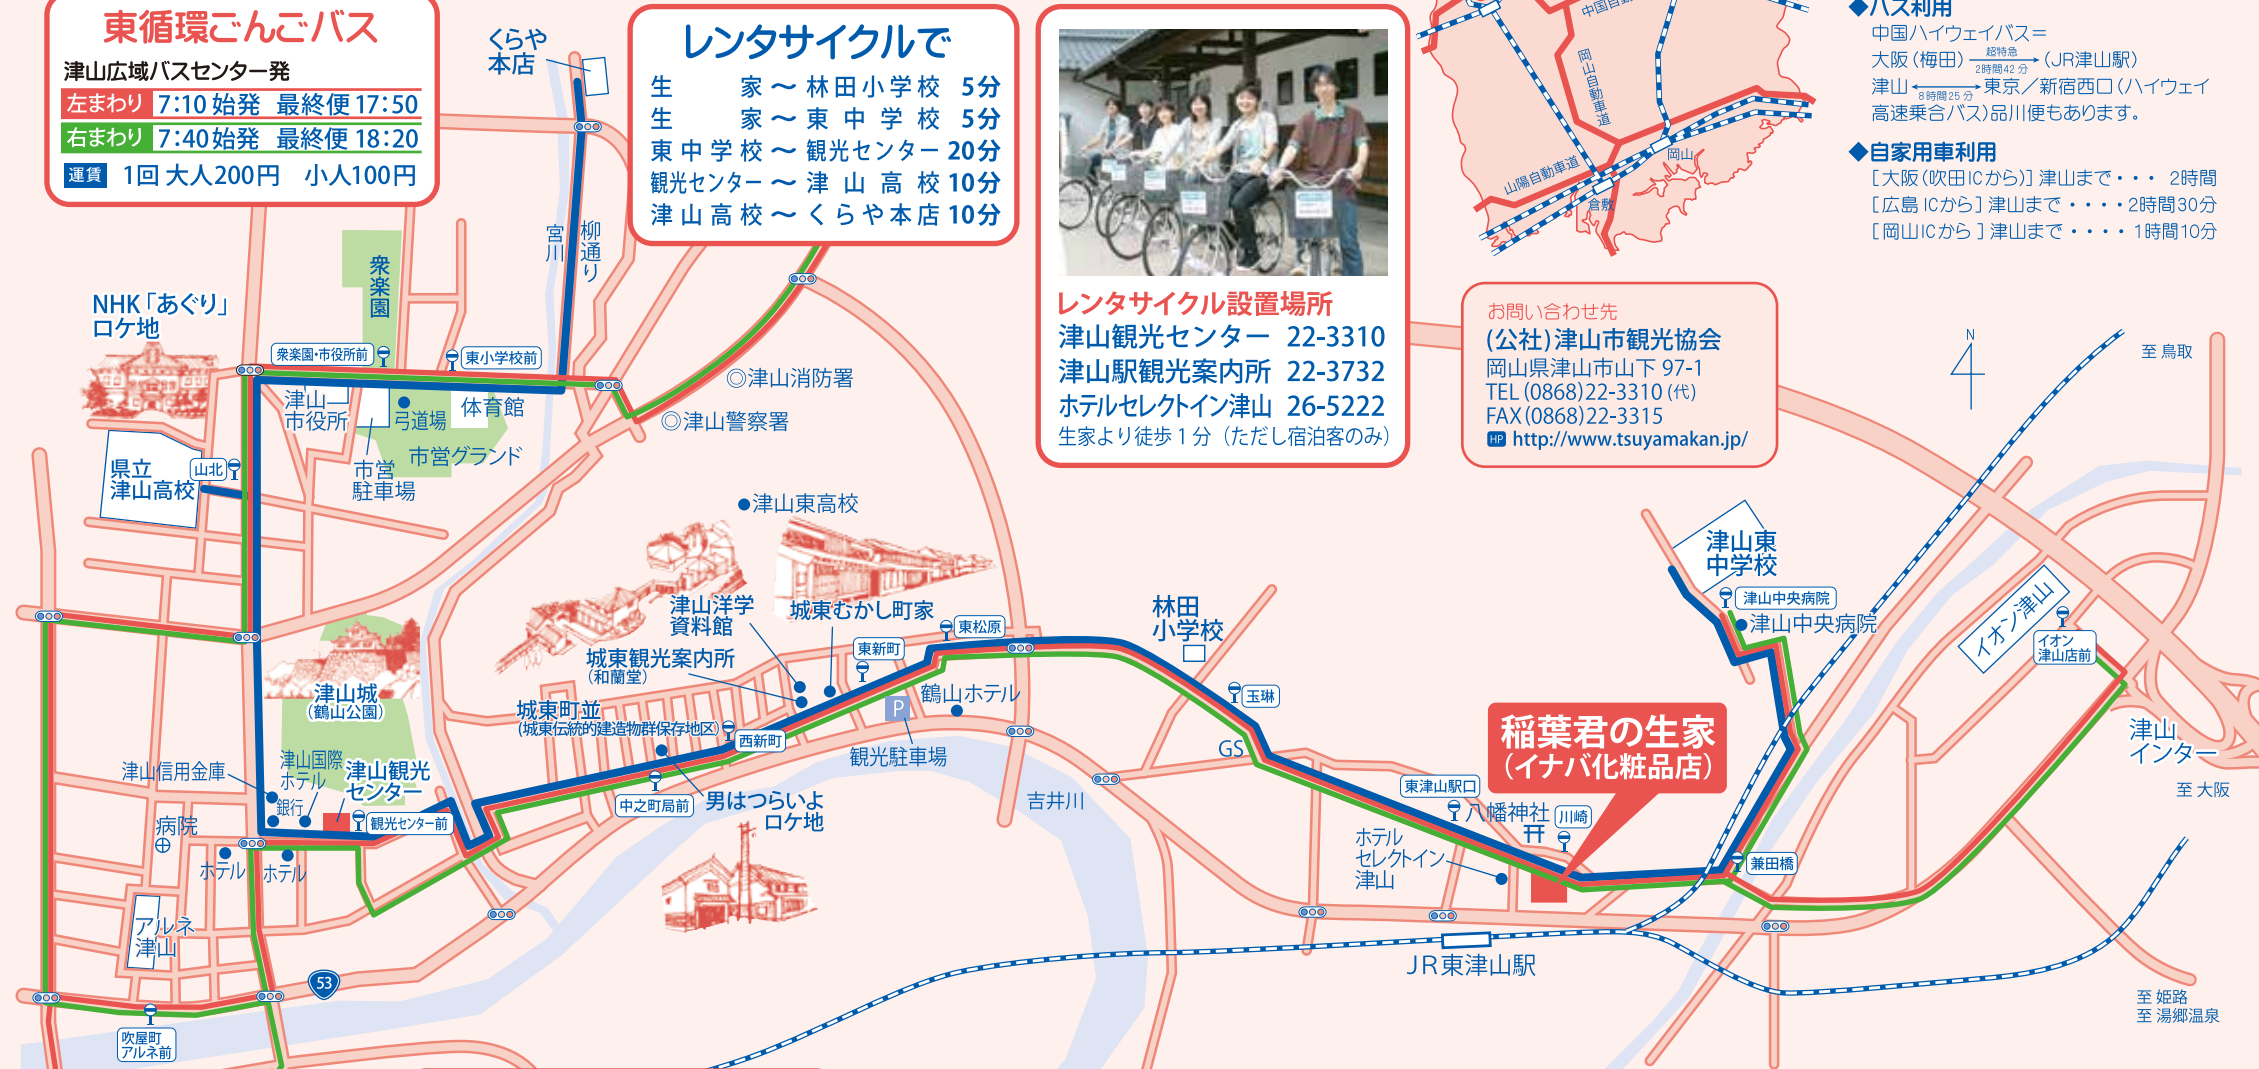 東循環ごんごバス
津山広域バスセンター発
左まわり 7:10始発 最終便17:50
右まわり 7:40始発 最終便18:20
運賃 1回 大人200円 小人100円
くらや
本店
レンタサイクルで
生家〜林田小学校 5分
生家〜東中学校 5分
東中学校〜観光センター 20分
観光センター〜津山高校 10分
津山高校〜くらや本店 10分
レンタサイクル設置場所
津山観光センター 22-3310
津山駅観光案内所 22-3732
ホテルセレクトイン津山 26-5222
生家より徒歩1分(ただし宿泊客のみ)
中国自動
岡山自動車道
山陽自動車道
岡山
倉敷
◆バス利用
中国ハイウェイバス=
大阪(梅田) 超特急 2時間42分 (JR津山駅)
津山 8時間25分 東京/新宿西口(ハイウェイ
高速乗合バス)品川便もあります。
◆自家用車利用
[大阪(吹田ICから)]津山まで・・・ 2時間
[広島ICから]津山まで・・・・2時間30分
[岡山ICから]津山まで・・・・1時間10分
お問い合わせ先
(公社)津山市観光協会
岡山県津山市山下 97-1
TEL(0868)22-3310(代)
FAX(0868)22-3315
HP http://www.tsuyamakan.jp/
N
至 鳥取
宮川
柳通り
衆楽園
NHK「あぐり」
ロケ地
衆楽園・市役所前
東小学校前
津山
市役所
弓道場
体育館
市営グランド
市営
駐車場
◎津山消防署
◎津山警察署
県立
津山高校
山北
津山東高校
津山洋学
資料館
城東むかし町家
城東観光案内所
(和蘭堂)
東新町
東松原
城東町並
(城東伝統的建造物群保存地区)
西新町
鶴山ホテル
P
観光駐車場
中之町局前
男はつらいよ
ロケ地
津山城
(鶴山公園)
津山信用金庫
津山国際
ホテル
銀行
津山観光
センター
観光センター前
病院
ホテル
ホテル
アルネ
津山
53
吹屋町
アルネ前
吉井川
林田
小学校
玉琳
GS
東津山駅口
八幡神社
川崎
ホテル
セレクトイン
津山
稲葉君の生家
(イナバ化粧品店)
兼田橋
JR東津山駅
津山東
中学校
津山中央病院
津山中央病院
イオン津山
イオン
津山店前
津山
インター
至 大阪
至 姫路
至 湯郷温泉